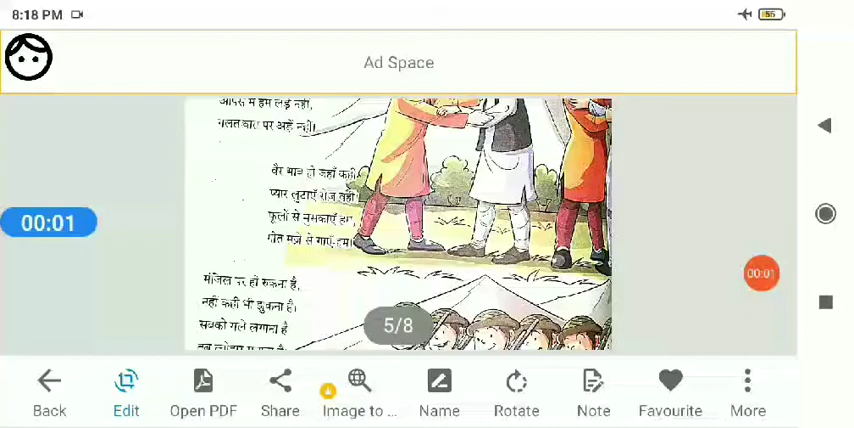 8:18 PM
55
Ad Space
आपस में हम लड़ें नहीं,
गलत बात पर अड़ें नहीं।
वैर भाव हो जहाँ कहीं
प्यार लुटाएँ रोज़ वहीं
फूलों से मुसकाएँ हम,
गीत मज़े से गाएँ हम।
00:01
00:01
मंजिल पर ही रुकना है,
नहीं कहीं भी झुकना है।
सबको गले लगाना है
5/8
Back
Edit
Open PDF
Share
Image to ...
Name
Rotate
Note
Favourite
More